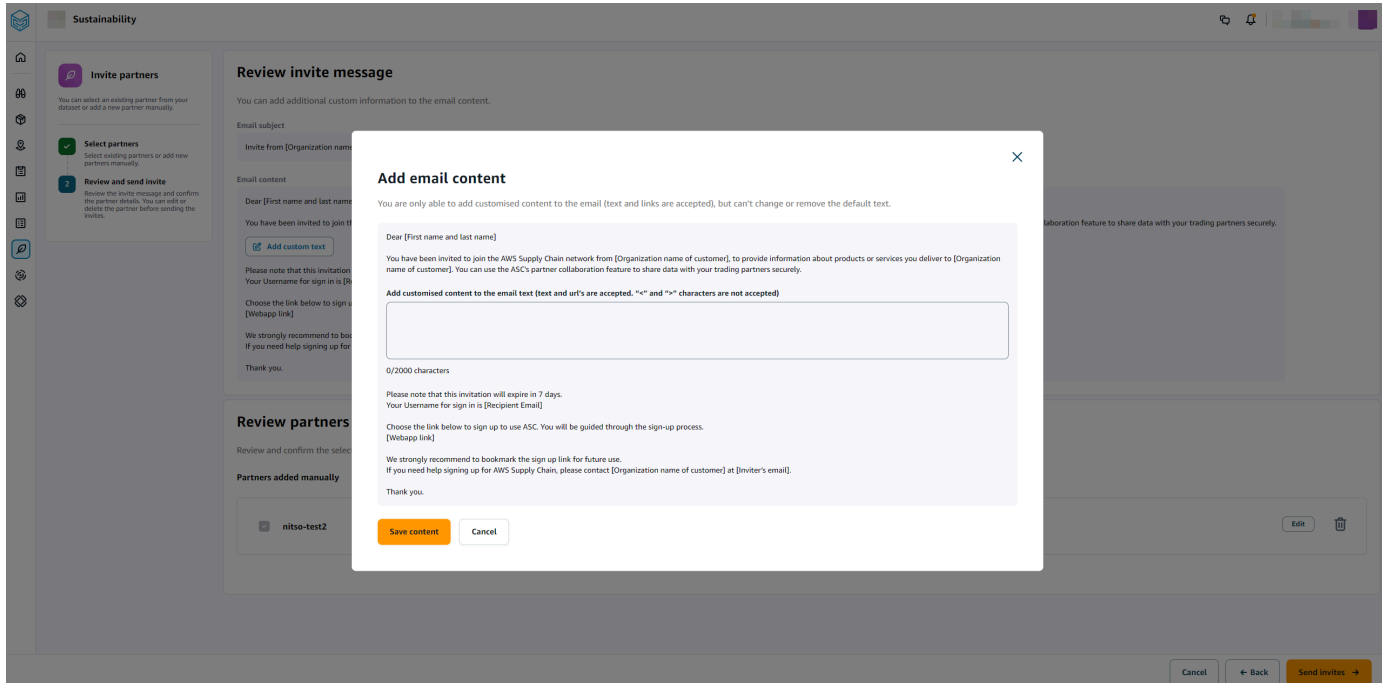 Sustainability
Invite partners
You can select an existing partner from your
dataset or add a new partner manually.
Select partners
Select existing partners or add new
partners manually.
2
Review and send invite
Review the invite message and confirm
the partner details. You can edit or
delete the partner before sending the
invites.
Review invite message
You can add additional custom information to the email content.
Email subject
Invite from [Organization name
Email content
Dear [First name and last name
You have been invited to join th
laboration feature to share data with your trading partners securely.
Add custom text
Please note that this invitation
Your Username for sign in is [R
Choose the link below to sign u
[Webapp link]
We strongly recommend to boo
If you need help signing up for
Thank you.
Review partners
Review and confirm the selec
Partners added manually
nitso-test2
Edit
Add email content
You are only able to add customised content to the email (text and links are accepted), but can't change or remove the default text.
Dear [First name and last name]
You have been invited to join the AWS Supply Chain network from [Organization name of customer], to provide information about products or services you deliver to [Organization
name of customer]. You can use the ASC's partner collaboration feature to share data with your trading partners securely.
Add customised content to the email text (text and url's are accepted. "<" and ">" characters are not accepted)
0/2000 characters
Please note that this invitation will expire in 7 days.
Your Username for sign in is [Recipient Email]
Choose the link below to sign up to use ASC. You will be guided through the sign-up process.
[Webapp link]
We strongly recommend to bookmark the sign up link for future use.
If you need help signing up for AWS Supply Chain, please contact [Organization name of customer] at [Inviter's email].
Thank you.
Save content
Cancel
Cancel
← Back
Send invites →